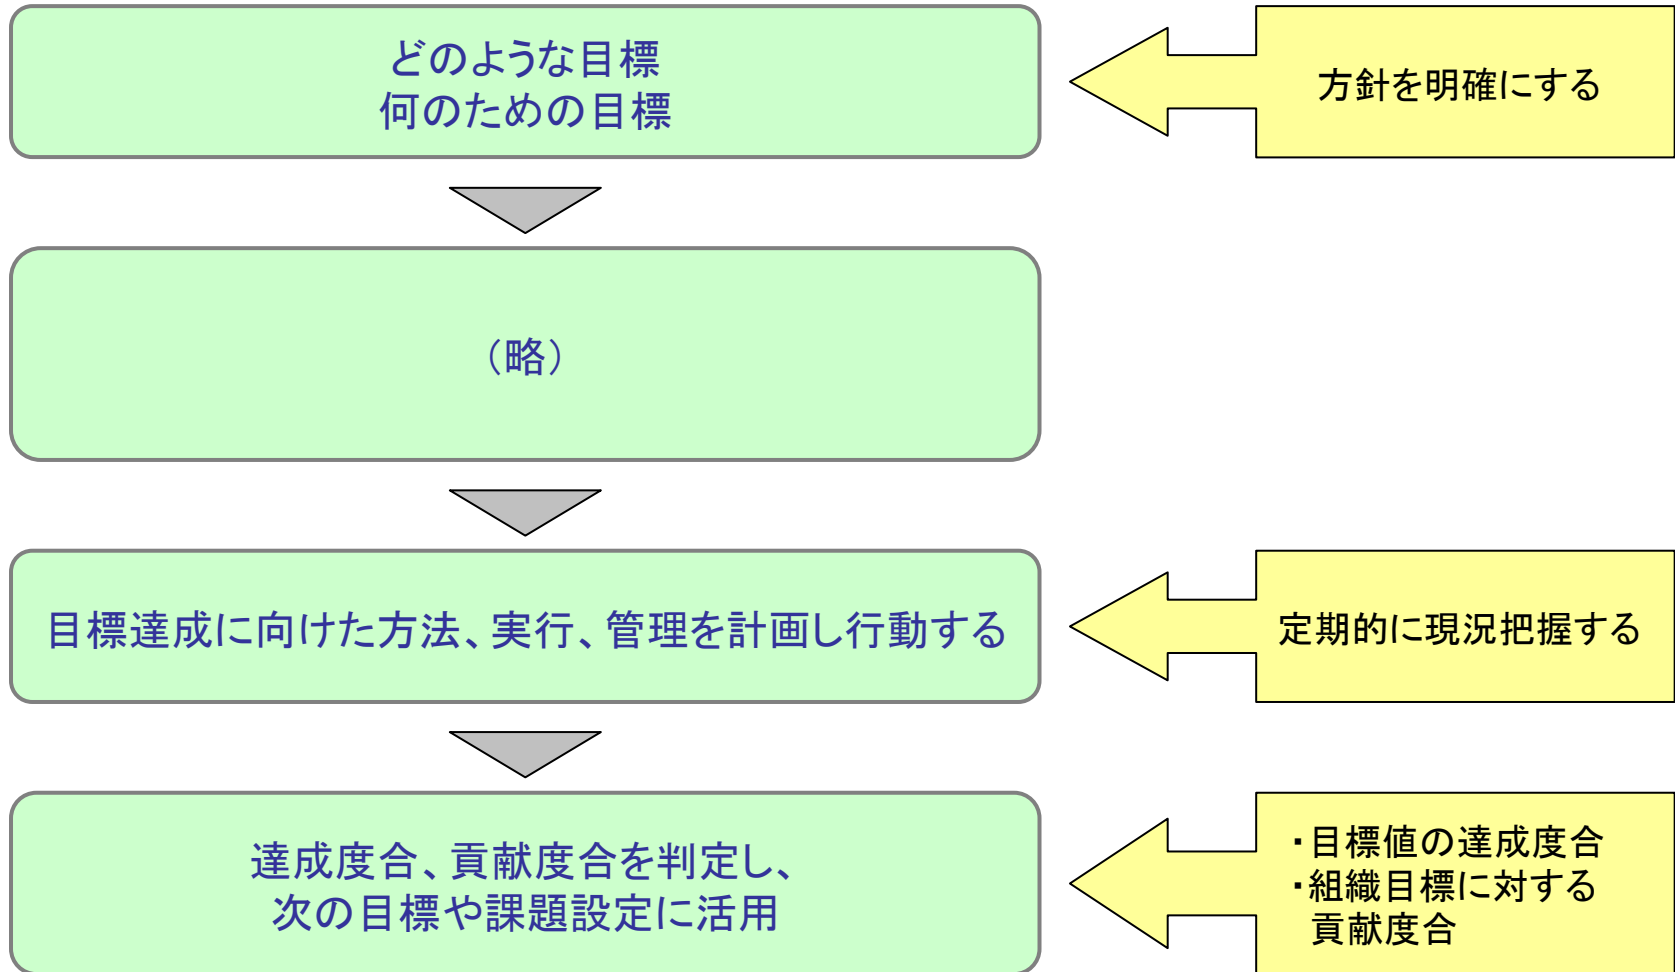 どのような目標
何のための目標
方針を明確にする
（略）
目標達成に向けた方法、実行、管理を計画し行動する
定期的に現況把握する
達成度合、貢献度合を判定し、
次の目標や課題設定に活用
・目標値の達成度合
・組織目標に対する
貢献度合